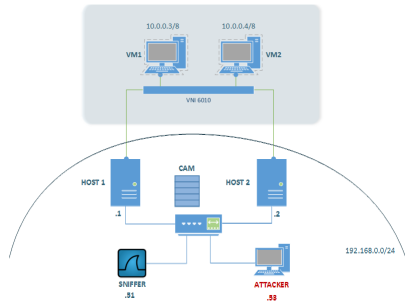 10.0.0.3/8
10.0.0.4/8
VM1
VM2
VNI 6010
HOST 1
CAM
HOST 2
.1
.2
192.168.0.0/24
SNIFFER
.51
ATTACKER
.53